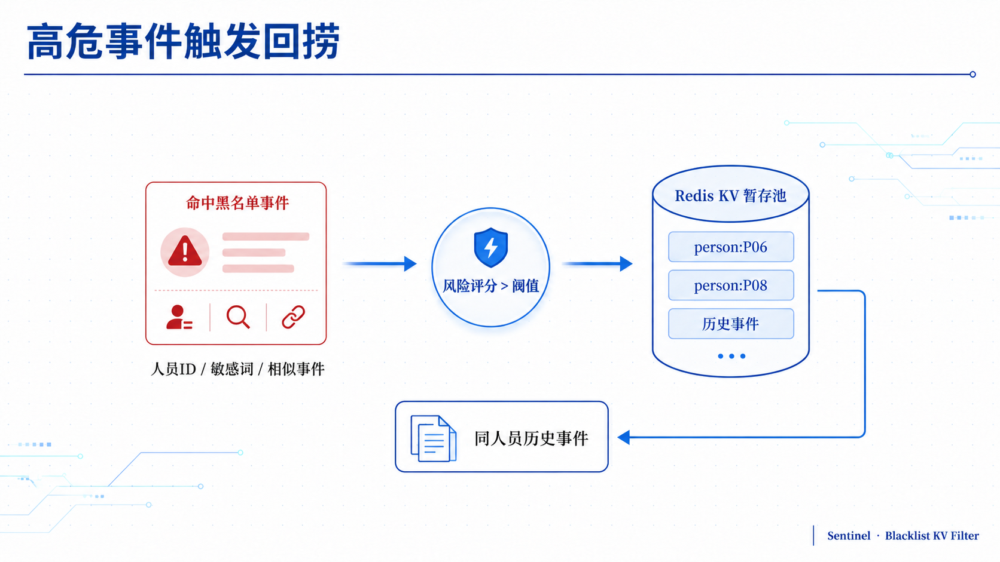 高危事件触发回捞
命中黑名单事件
人员ID / 敏感词 / 相似事件
风险评分 > 阈值
Redis KV 暂存池
person:P06
person:P08
历史事件
同人员历史事件
Sentinel · Blacklist KV Filter